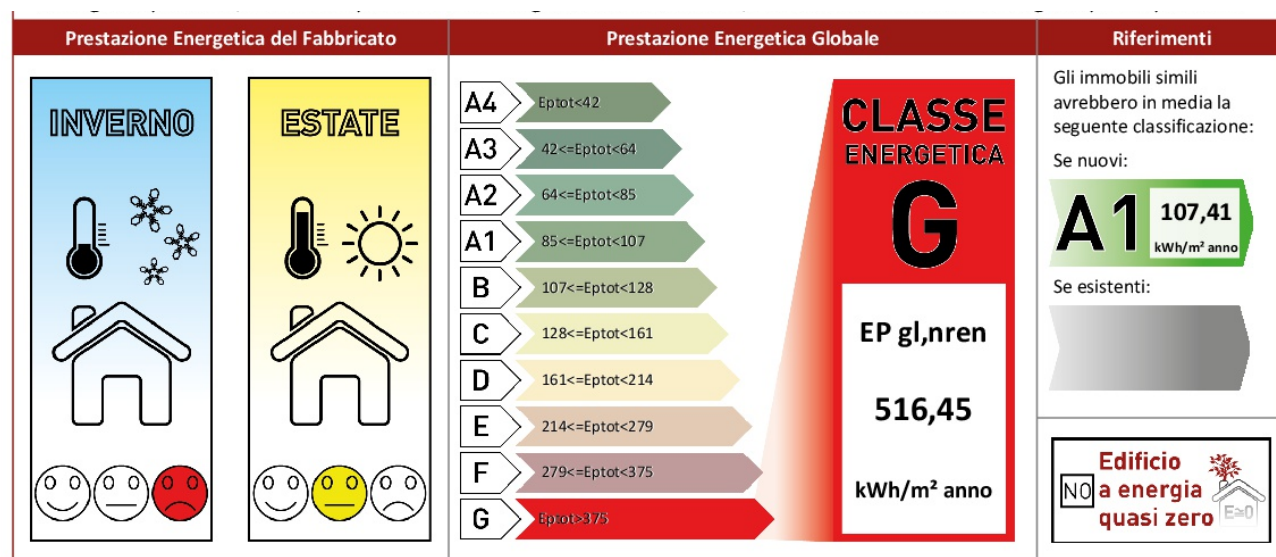 Prestazione Energetica del Fabbricato
Prestazione Energetica Globale
Riferimenti
INVERNO
ESTATE
A4 Eptot<42
A3 42<=Eptot<64
A2 64<=Eptot<85
A1 85<=Eptot<107
B 107<=Eptot<128
C 128<=Eptot<161
D 161<=Eptot<214
E 214<=Eptot<279
F 279<=Eptot<375
G Eptot>375
CLASSE
ENERGETICA
G
EP gl,nren
516,45
kWh/m² anno
Gli immobili simili
avrebbero in media la
seguente classificazione:
Se nuovi:
A1 107,41
kWh/m² anno
Se esistenti:
Edificio
NO a energia
quasi zero
E≅0